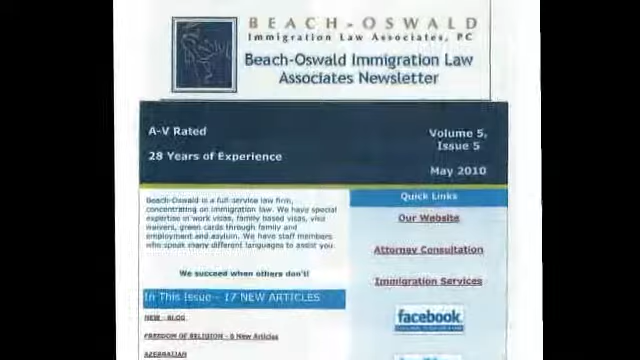 BEACH-OSWALD
Immigration Law Associates, PC
Beach-Oswald Immigration Law
Associates Newsletter
A-V Rated
28 Years of Experience
Volume 5,
Issue 5
May 2010
Beach-Oswald is a full service law firm,
concentrating on immigration law. We have special
expertise in work visas, family based visas, visa
waivers, green cards through family and
employment and asylum. We have staff members
who speak many different languages to assist you.
We succeed when others don't!
In This Issue - 17 NEW ARTICLES
NEW - BLOG
FREEDOM OF RELIGION - 6 New Articles
AZERBAIJAN
Quick Links
Our Website
Attorney Consultation
Immigration Services
facebook